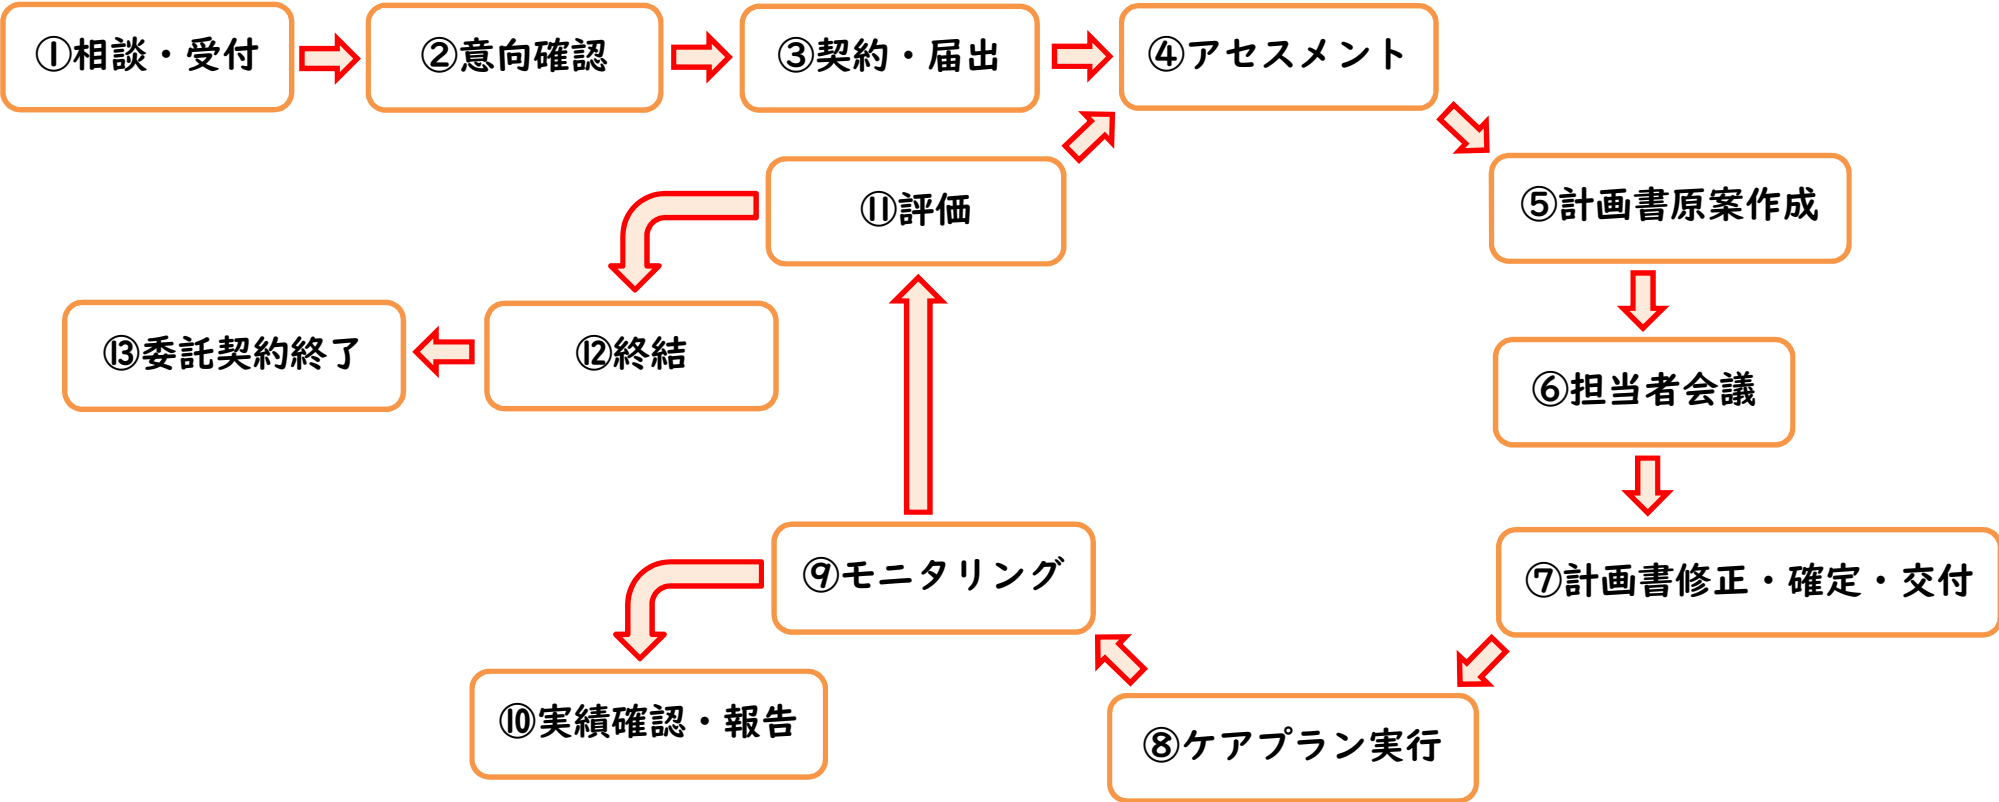 ①相談・受付
②意向確認
③契約・届出
④アセスメント
⑤計画書原案作成
⑥担当者会議
⑦計画書修正・確定・交付
⑧ケアプラン実行
⑨モニタリング
⑩実績確認・報告
⑪評価
⑫終結
⑬委託契約終了